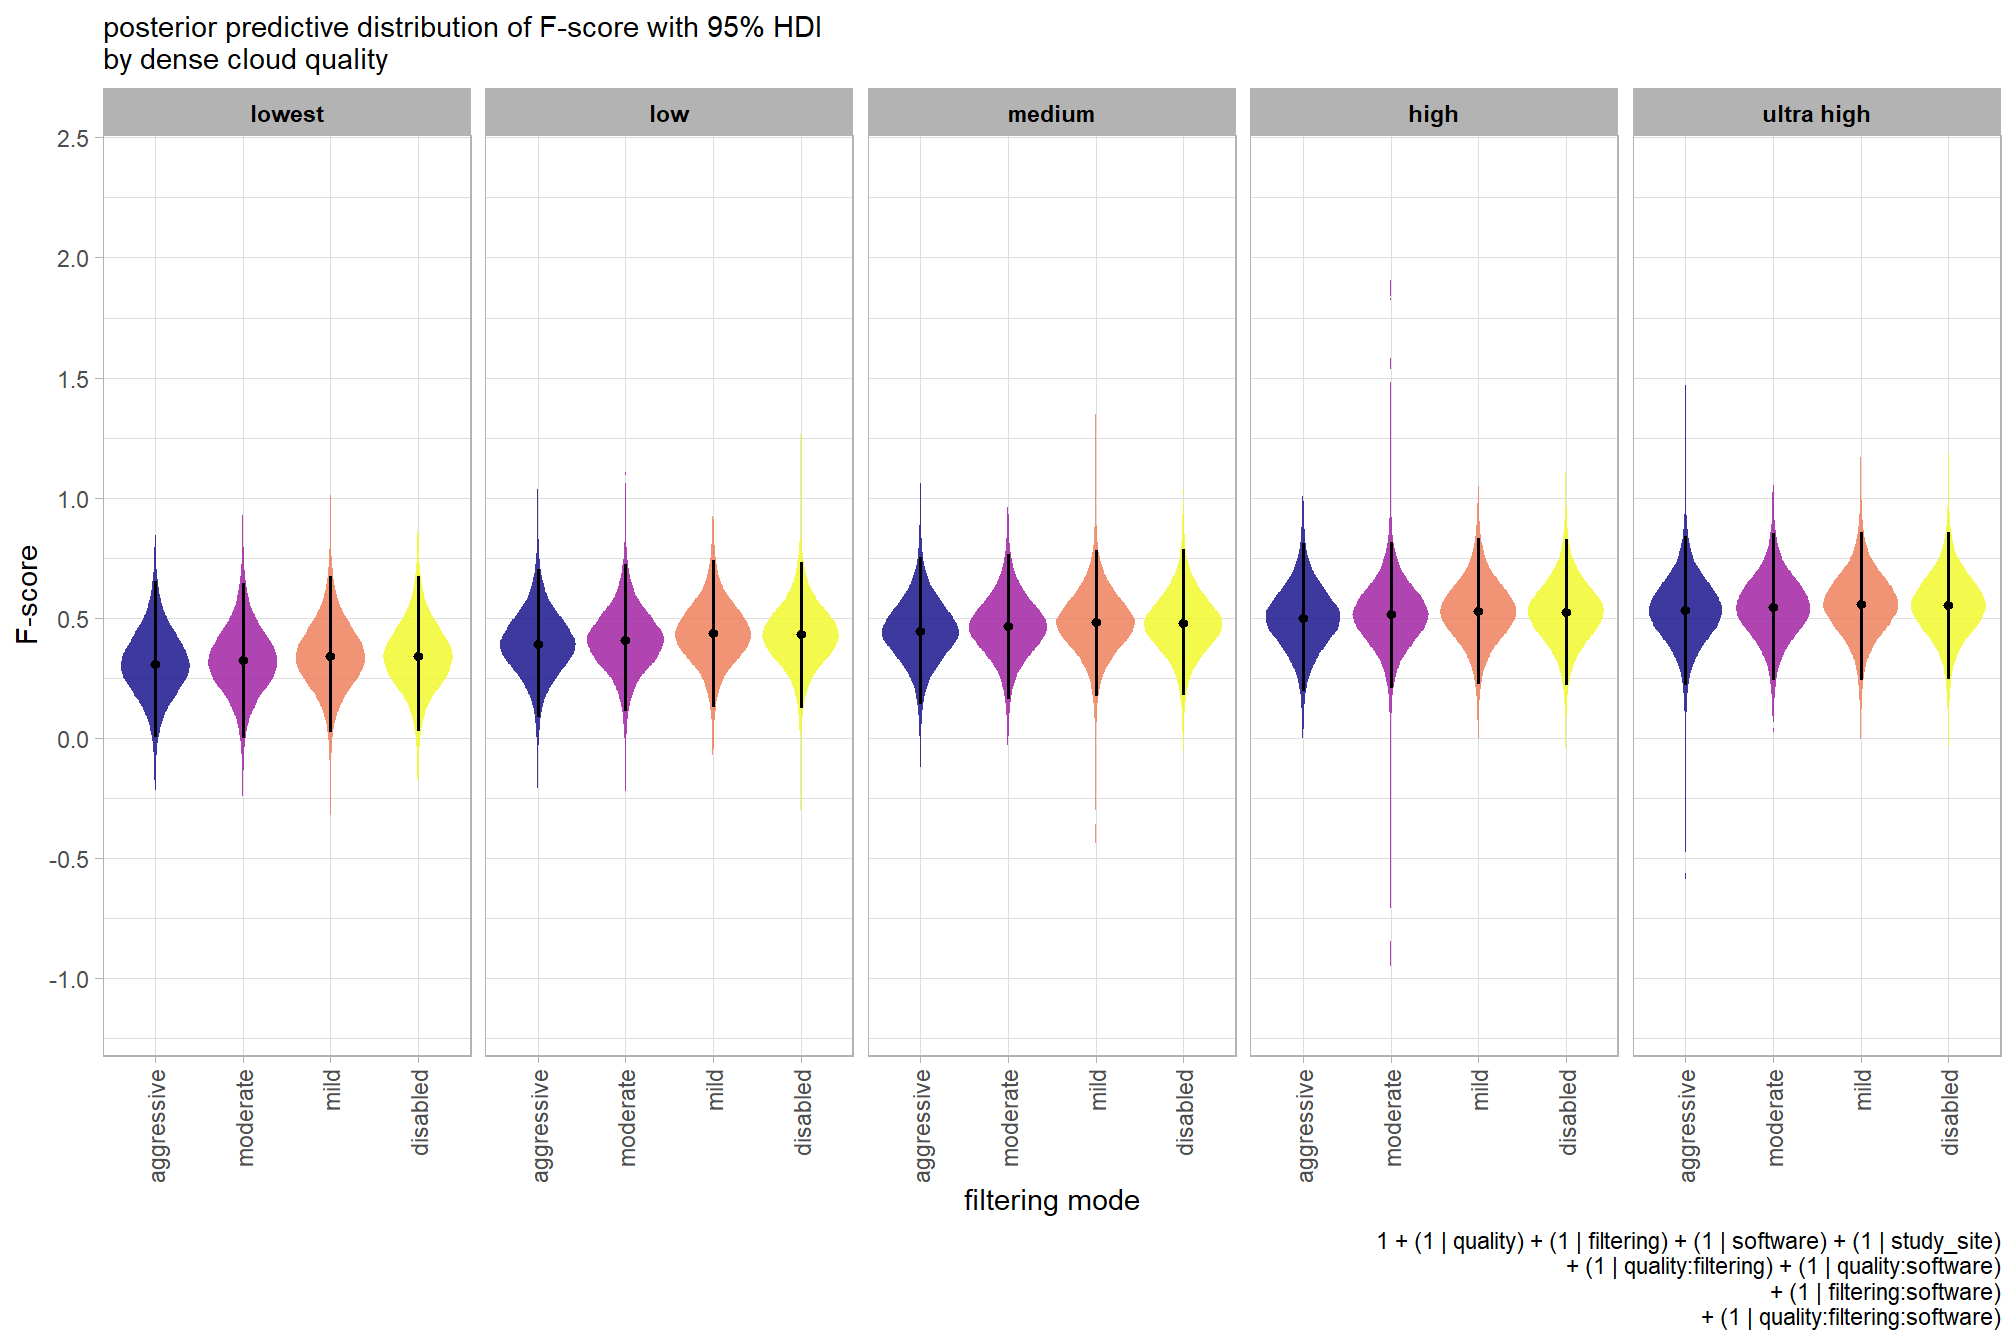 posterior predictive distribution of F-score with 95% HDI
by dense cloud quality
lowest
low
medium
high
ultra high
2.5
2.0
1.5
1.0
0.5
0.0
-0.5
-1.0
F-score
aggressive
moderate
mild
disabled
aggressive
moderate
mild
disabled
aggressive
moderate
mild
disabled
aggressive
moderate
mild
disabled
aggressive
moderate
mild
disabled
filtering mode
1 + (1 | quality) + (1 | filtering) + (1 | software) + (1 | study_site)
+ (1 | quality:filtering) + (1 | quality:software)
+ (1 | filtering:software)
+ (1 | quality:filtering:software)